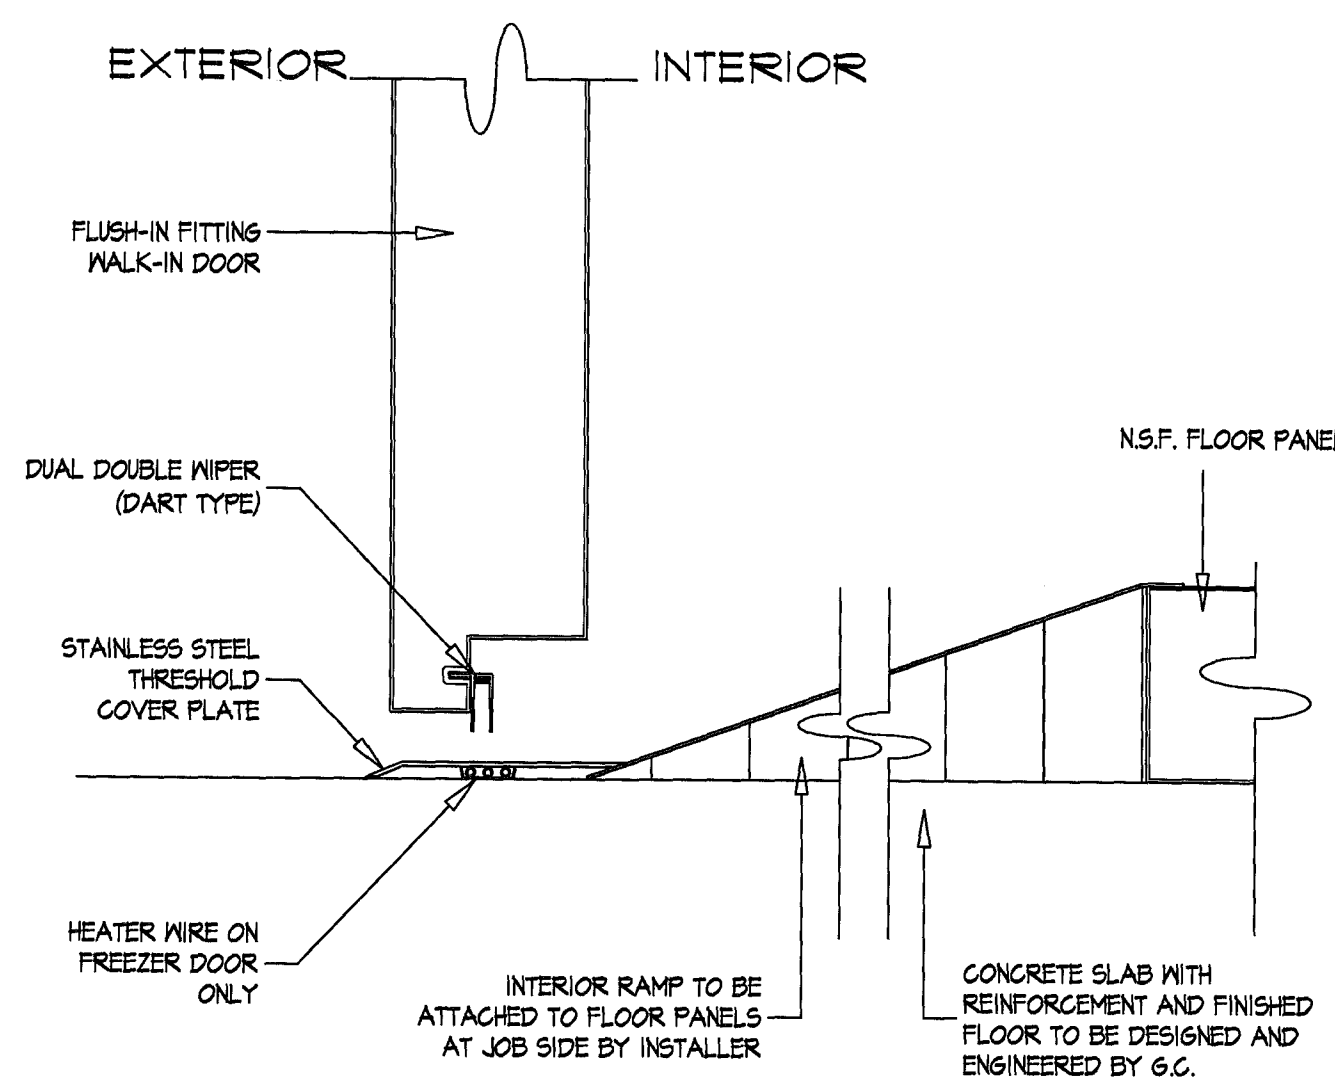 EXTERIOR
INTERIOR
FLUSH-IN FITTING
WALK-IN DOOR
N.S.F. FLOOR PANEL
DUAL DOUBLE WIPER
(DART TYPE)
STAINLESS STEEL
THRESHOLD
COVER PLATE
HEATER WIRE ON
FREEZER DOOR
ONLY
INTERIOR RAMP TO BE
ATTACHED TO FLOOR PANELS
AT JOB SIDE BY INSTALLER
CONCRETE SLAB WITH
REINFORCEMENT AND FINISHED
FLOOR TO BE DESIGNED AND
ENGINEERED BY G.C.